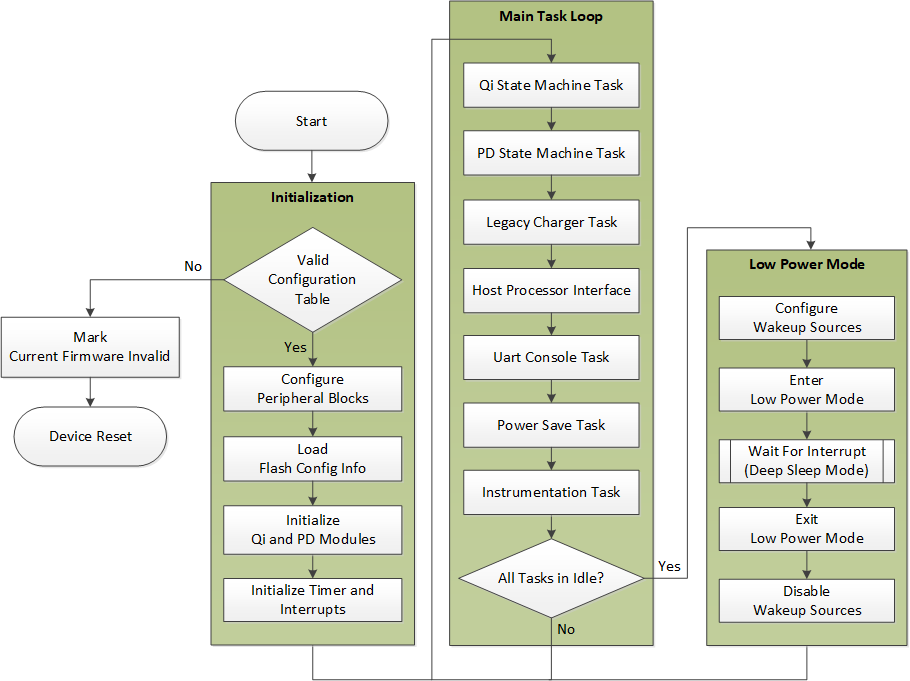 Start
Initialization
Valid
Configuration
Table
No
Mark
Current Firmware Invalid
Device Reset
Yes
Configure
Peripheral Blocks
Load
Flash Config Info
Initialize
Qi and PD Modules
Initialize Timer and
Interrupts
Main Task Loop
Qi State Machine Task
PD State Machine Task
Legacy Charger Task
Host Processor Interface
Uart Console Task
Power Save Task
Instrumentation Task
All Tasks in Idle?
Yes
No
Low Power Mode
Configure
Wakeup Sources
Enter
Low Power Mode
Wait For Interrupt
(Deep Sleep Mode)
Exit
Low Power Mode
Disable
Wakeup Sources